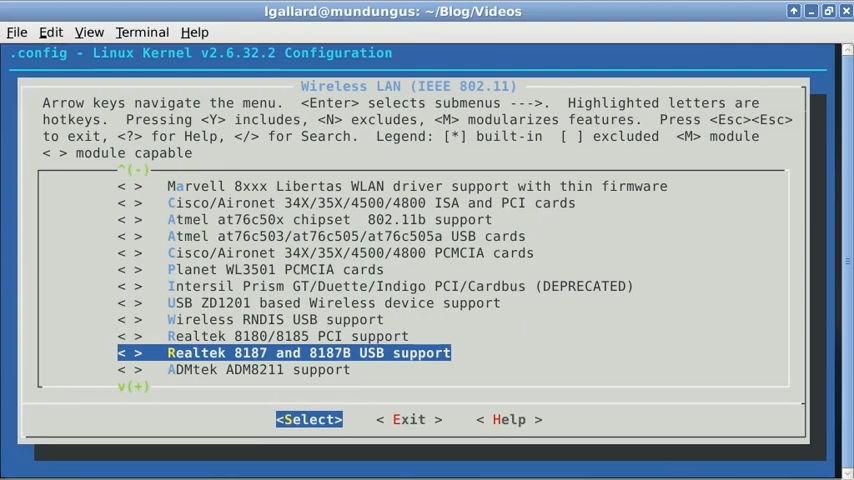 lgallard@mundungus: ~/Blog/Videos
File Edit View Terminal Help
.config - Linux Kernel v2.6.32.2 Configuration
Wireless LAN (IEEE 802.11)
Arrow keys navigate the menu.  <Enter> selects submenus --->.  Highlighted letters are
hotkeys.  Pressing <Y> includes, <N> excludes, <M> modularizes features.  Press <Esc><Esc>
to exit, <?> for Help, </> for Search.  Legend: [*] built-in  [ ] excluded  <M> module
< > module capable
^(-)
< >   Marvell 8xxx Libertas WLAN driver support with thin firmware
< >   Cisco/Aironet 34X/35X/4500/4800 ISA and PCI cards
< >   Atmel at76c50x chipset  802.11b support
< >   Atmel at76c503/at76c505/at76c505a USB cards
< >   Cisco/Aironet 34X/35X/4500/4800 PCMCIA cards
< >   Planet WL3501 PCMCIA cards
< >   Intersil Prism GT/Duette/Indigo PCI/Cardbus (DEPRECATED)
< >   USB ZD1201 based Wireless device support
< >   Wireless RNDIS USB support
< >   Realtek 8180/8185 PCI support
< >   Realtek 8187 and 8187B USB support
< >   ADMtek ADM8211 support
v(+)
<Select>    < Exit >    < Help >